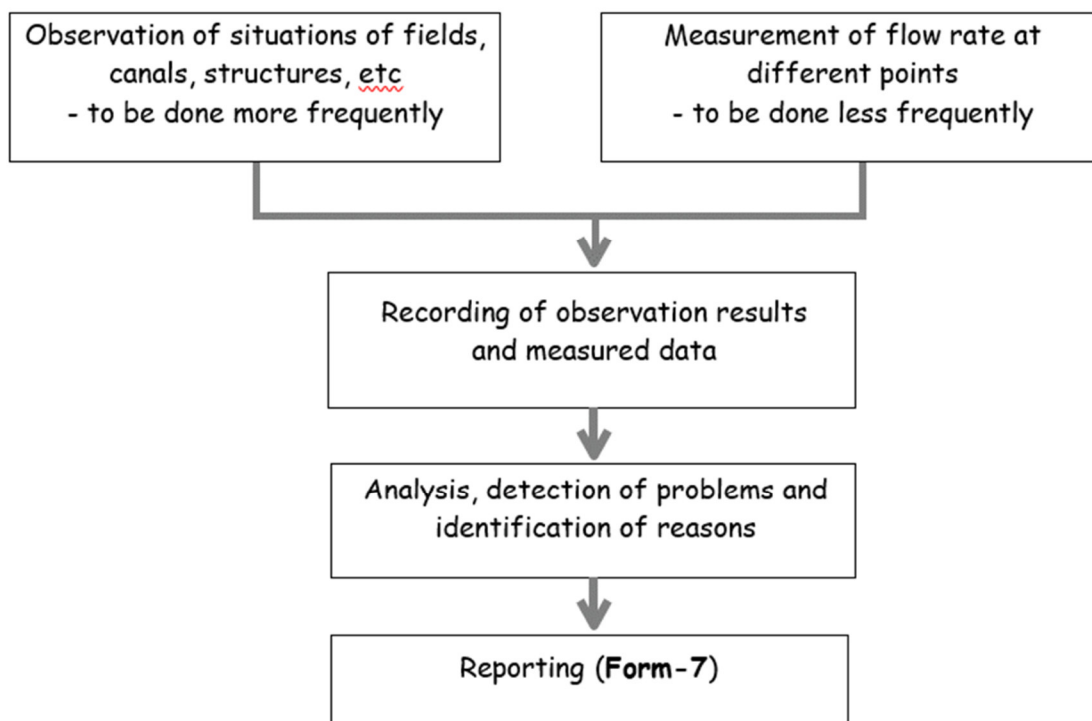 Observation of situations of fields,
canals, structures, etc
- to be done more frequently
Measurement of flow rate at
different points
- to be done less frequently
Recording of observation results
and measured data
Analysis, detection of problems and
identification of reasons
Reporting (Form-7)